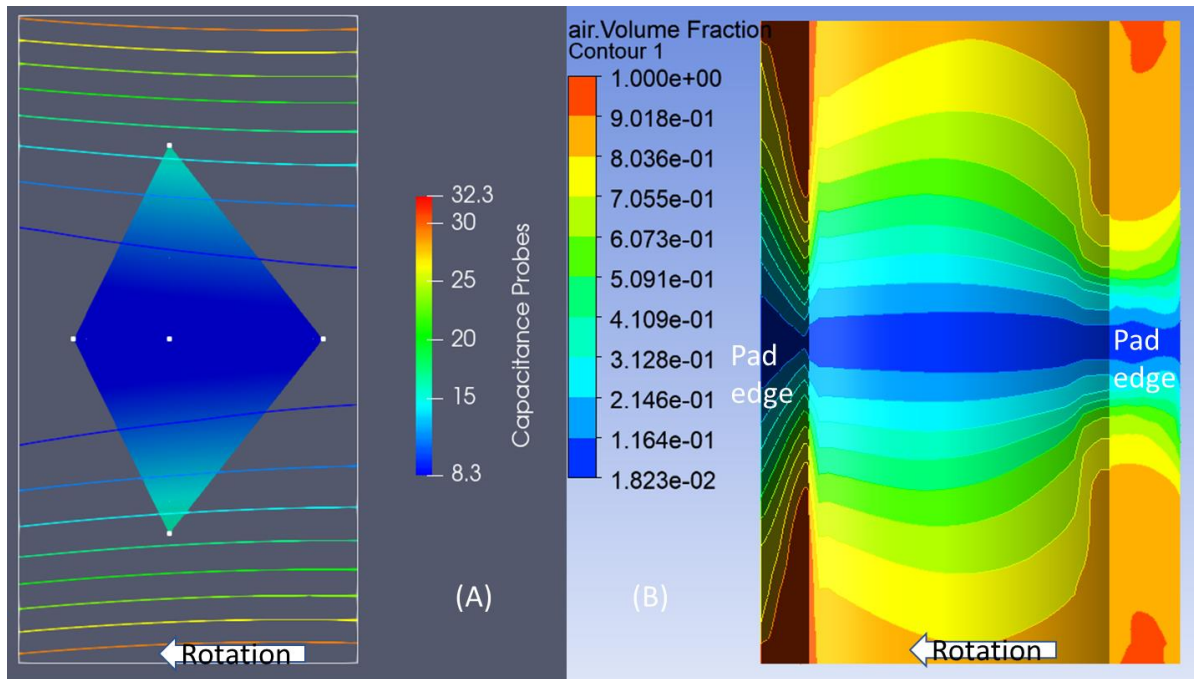 32.3
30
25
20
15
8.3
Capacitance Probes
(A)
Rotation
air.Volume Fraction
Contour 1
1.000e+00
9.018e-01
8.036e-01
7.055e-01
6.073e-01
5.091e-01
4.109e-01
3.128e-01
2.146e-01
1.164e-01
1.823e-02
(B)
Pad
edge
Pad
edge
Rotation